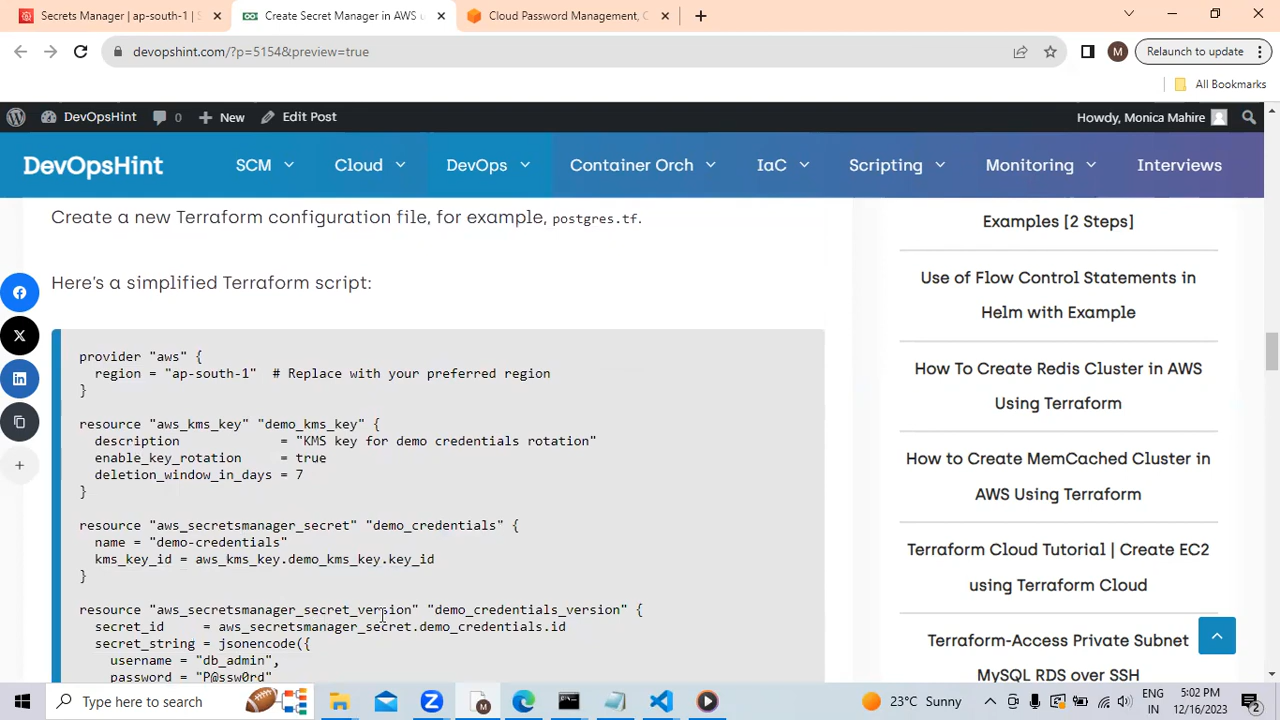 Secrets Manager | ap-south-1
Create Secret Manager in AWS u
Cloud Password Management, C
devopshint.com/?p=5154&preview=true
M
Relaunch to update
All Bookmarks
DevOpsHint
0
New
Edit Post
Howdy, Monica Mahire
DevOpsHint
SCM
Cloud
DevOps
Container Orch
IaC
Scripting
Monitoring
Interviews
Create a new Terraform configuration file, for example, postgres.tf.
Here's a simplified Terraform script:
provider "aws" {
region = "ap-south-1" # Replace with your preferred region
}
resource "aws_kms_key" "demo_kms_key" {
description = "KMS key for demo credentials rotation"
enable_key_rotation = true
deletion_window_in_days = 7
}
resource "aws_secretsmanager_secret" "demo_credentials" {
name = "demo-credentials"
kms_key_id = aws_kms_key.demo_kms_key.key_id
}
resource "aws_secretsmanager_secret_version" "demo_credentials_version" {
secret_id = aws_secretsmanager_secret.demo_credentials.id
secret_string = jsonencode({
username = "db_admin",
password = "P@ssw0rd"
Examples [2 Steps]
Use of Flow Control Statements in
Helm with Example
How To Create Redis Cluster in AWS
Using Terraform
How to Create MemCached Cluster in
AWS Using Terraform
Terraform Cloud Tutorial | Create EC2
using Terraform Cloud
Terraform-Access Private Subnet
MySQL RDS over SSH
Type here to search
23°C Sunny
ENG
IN
5:02 PM
12/16/2023
2